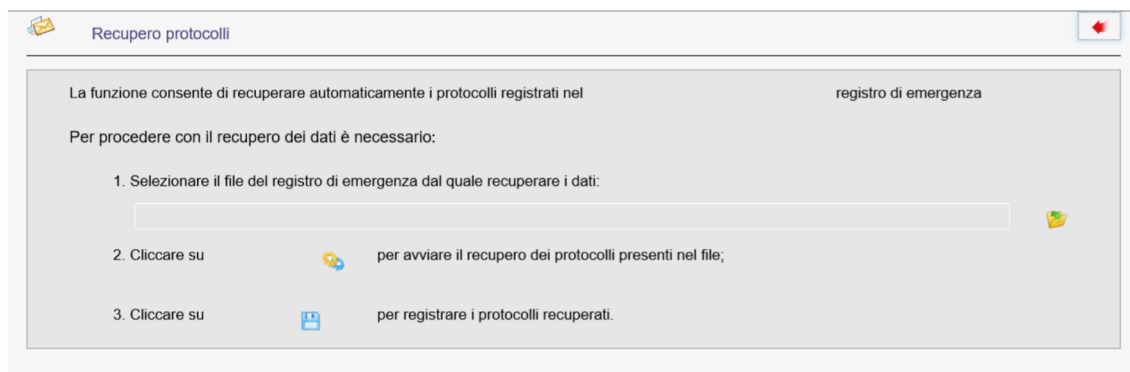 Recupero protocolli
La funzione consente di recuperare automaticamente i protocolli registrati nel registro di emergenza
Per procedere con il recupero dei dati è necessario:
1. Selezionare il file del registro di emergenza dal quale recuperare i dati:
2. Cliccare su per avviare il recupero dei protocolli presenti nel file;
3. Cliccare su per registrare i protocolli recuperati.